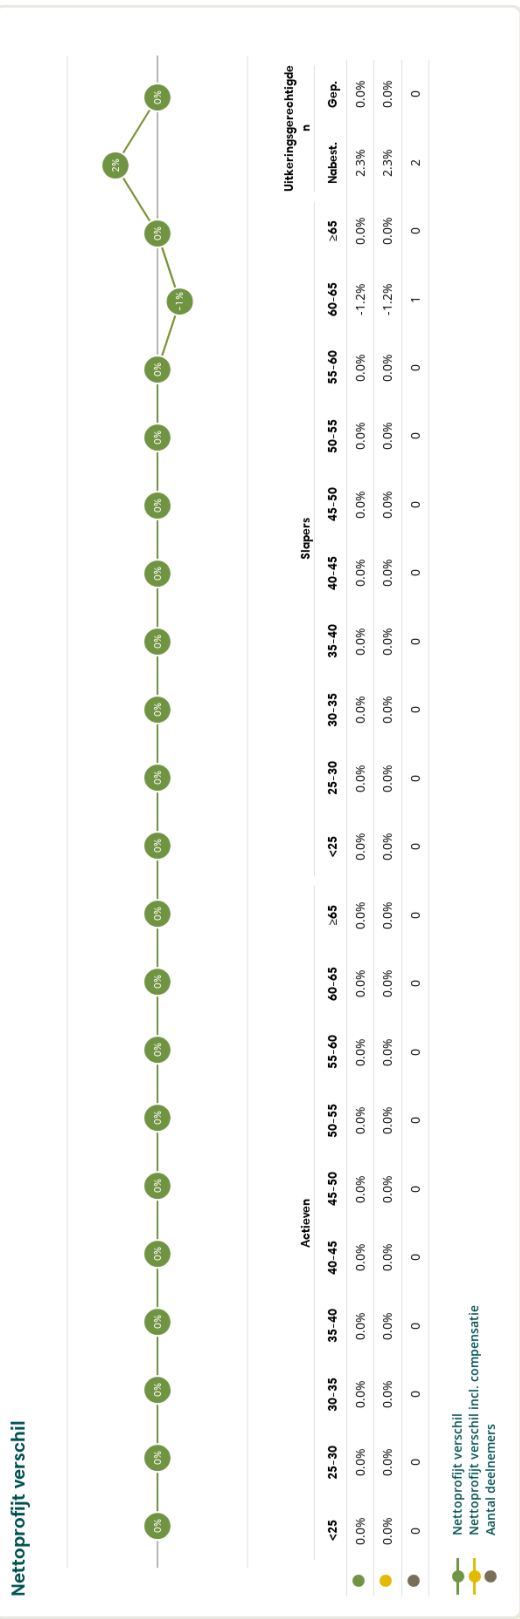 Nettoprofijt verschil
0% 0% 0% 0% 0% 0% 0% 0% 0% 0% 0% 0% 0% 0% 0% 0% 0% 0% -1% 0% 2% 0%
Actieven Slapers Uitkeringsgerechtigde
n
<25 25-30 30-35 35-40 40-45 45-50 50-55 55-60 60-65 ≥65 <25 25-30 30-35 35-40 40-45 45-50 50-55 55-60 60-65 ≥65 Nabest. Gep.
0.0% 0.0% 0.0% 0.0% 0.0% 0.0% 0.0% 0.0% 0.0% 0.0% 0.0% 0.0% 0.0% 0.0% 0.0% 0.0% 0.0% 0.0% -1.2% 0.0% 2.3% 0.0%
0.0% 0.0% 0.0% 0.0% 0.0% 0.0% 0.0% 0.0% 0.0% 0.0% 0.0% 0.0% 0.0% 0.0% 0.0% 0.0% 0.0% 0.0% -1.2% 0.0% 2.3% 0.0%
0 0 0 0 0 0 0 0 0 0 0 0 0 0 0 0 0 0 1 0 2 0
Nettoprofijt verschil
Nettoprofijt verschil incl. compensatie
Aantal deelnemers